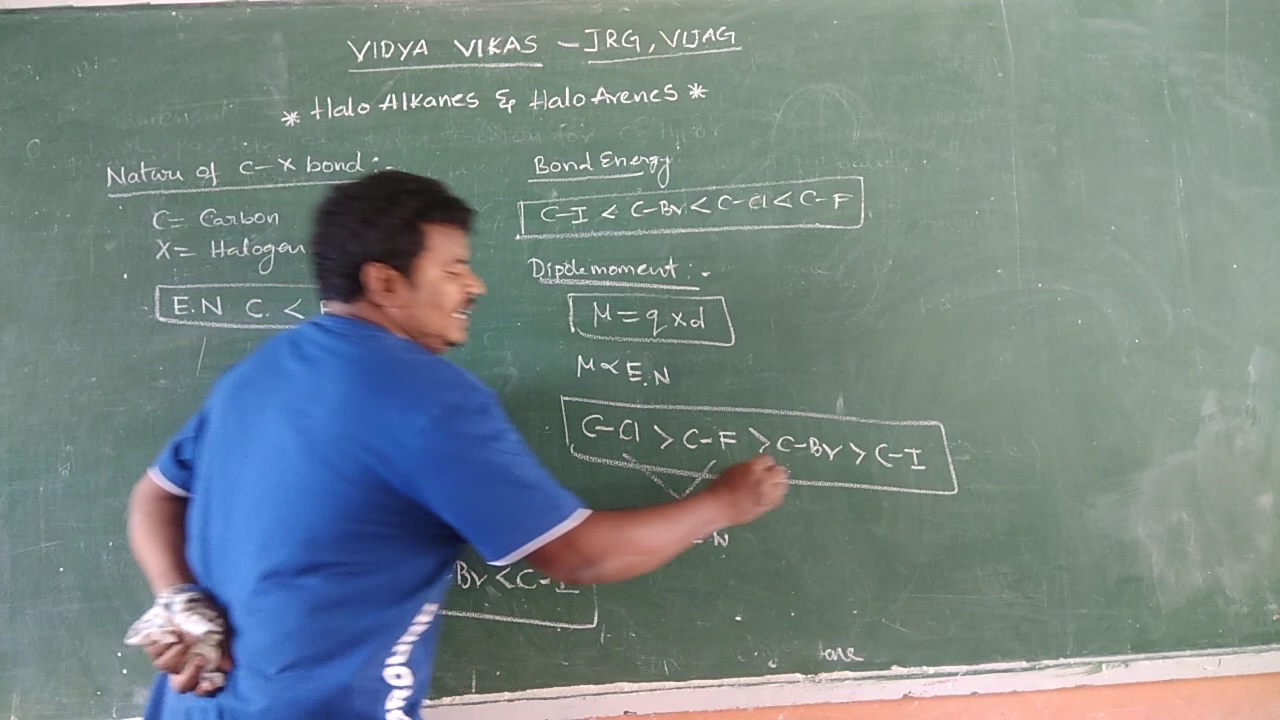 VIDYA VIKAS - JRG, VIJAG
* Halo Alkanes & Halo Arenes *
Nature of C-X bond :-
C = Carbon
X = Halogen
E.N C. <
Bond Energy
C-I < C-Br < C-Cl < C-F
Dipolemoment :-
M = q x d
M ∝ E.N
C-Cl > C-F > C-Br > C-I
Br < C-I